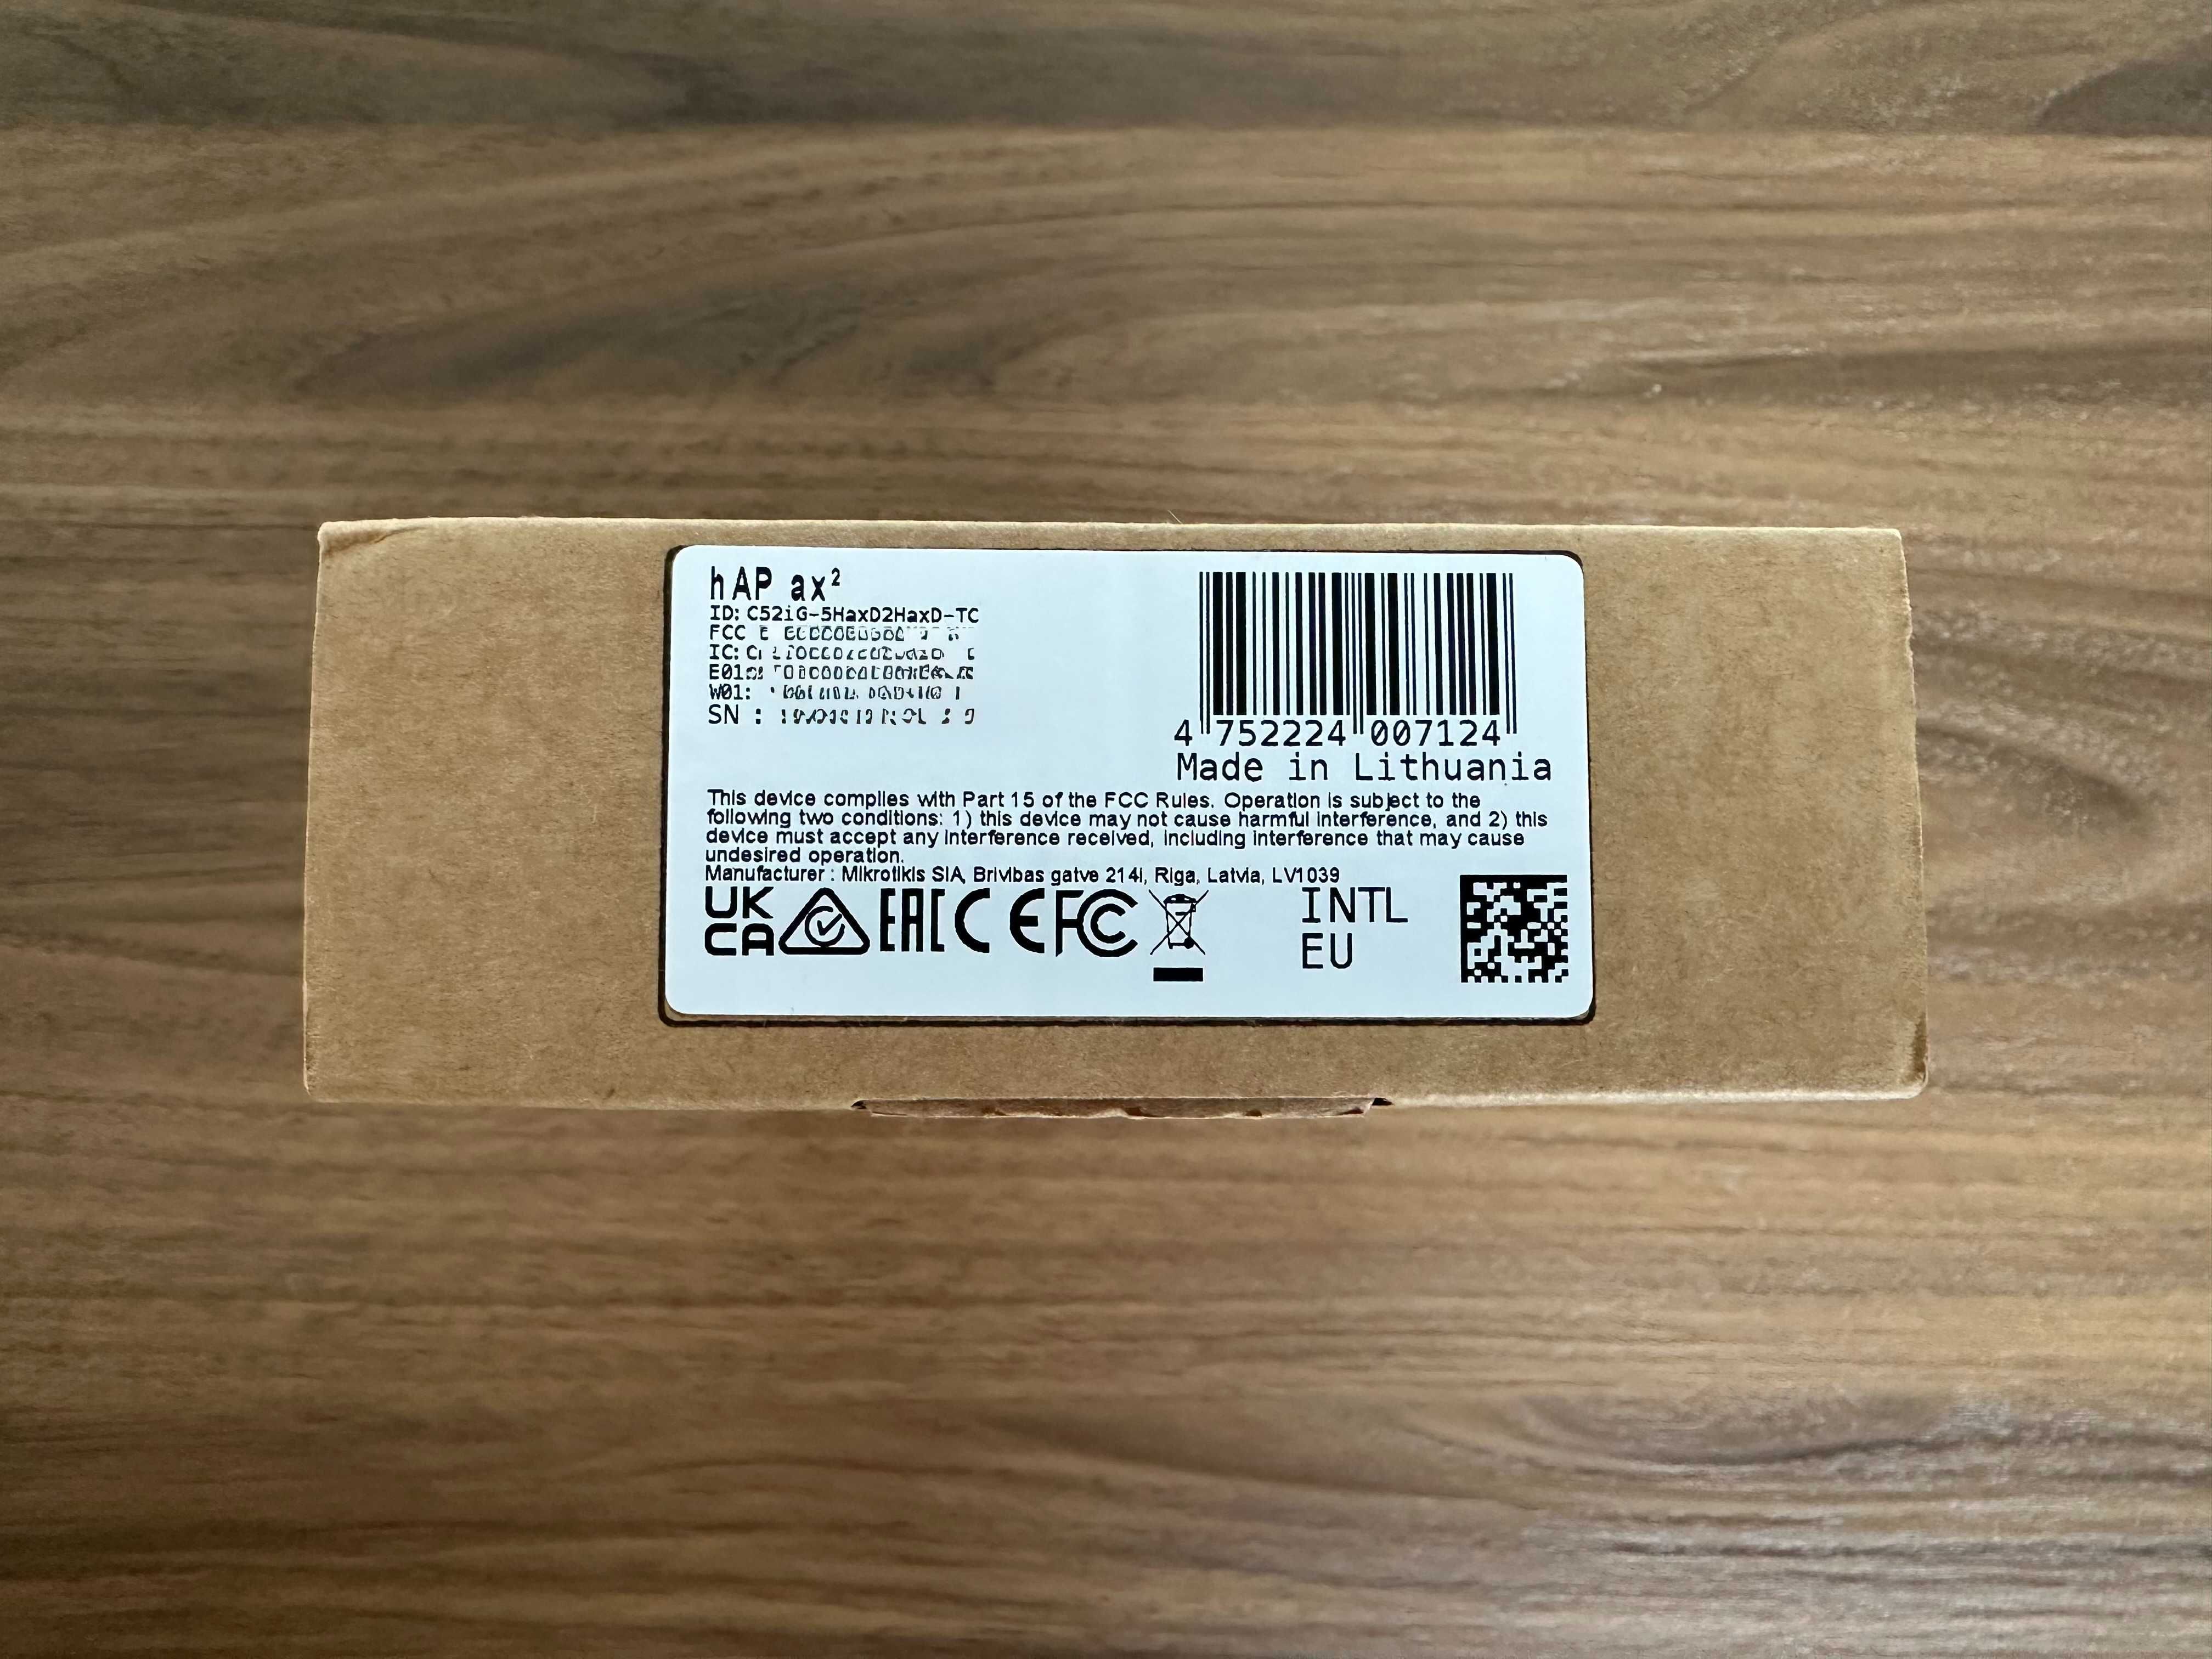 hAP ax²
ID: C52iG-5HaxD2HaxD-TC
FCC
IC:
E01:
W01:
SN :
4 752224 007124
Made in Lithuania
This device complies with Part 15 of the FCC Rules. Operation is subject to the
following two conditions: 1) this device may not cause harmful interference, and 2) this
device must accept any interference received, including interference that may cause
undesired operation.
Manufacturer : Mikrotikls SIA, Brivibas gatve 214i, Riga, Latvia, LV1039
UK
CA
EAC CE FC
INTL
EU